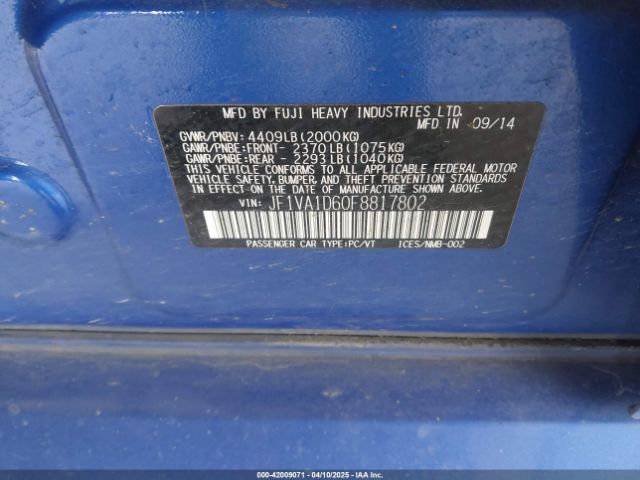 MFD BY FUJI HEAVY INDUSTRIES LTD.
MFD IN 09/14
GVWR/PNBV: 4409LB(2000KG)
GAWR/PNBE:FRONT- 2370LB(1075KG)
GAWR/PNBE:REAR - 2293LB(1040KG)
THIS VEHICLE CONFORMS TO ALL APPLICABLE FEDERAL MOTOR
VEHICLE SAFETY, BUMPER, AND THEFT PREVENTION STANDARDS
IN EFFECT ON THE DATE OF MANUFACTURE SHOWN ABOVE.
VIN: JF1VA1D60F8817802
PASSENGER CAR TYPE:PC/VT ICES/NMB-002
000-42009071 - 04/10/2025 - IAA Inc.